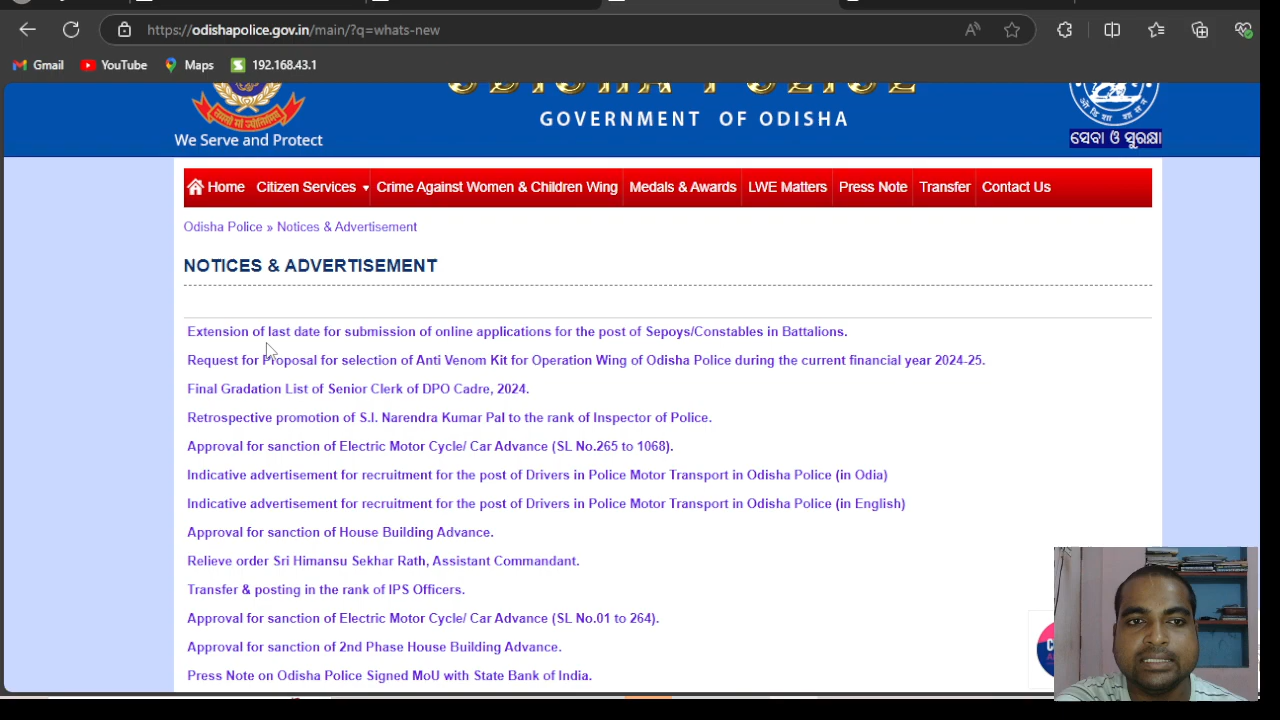 https://odishapolice.gov.in/main/?q=whats-new
Gmail YouTube Maps 192.168.43.1
We Serve and Protect
GOVERNMENT OF ODISHA
ସେବା ଓ ସୁରକ୍ଷା
Home Citizen Services Crime Against Women & Children Wing Medals & Awards LWE Matters Press Note Transfer Contact Us
Odisha Police » Notices & Advertisement
NOTICES & ADVERTISEMENT
Extension of last date for submission of online applications for the post of Sepoys/Constables in Battalions.
Request for Proposal for selection of Anti Venom Kit for Operation Wing of Odisha Police during the current financial year 2024-25.
Final Gradation List of Senior Clerk of DPO Cadre, 2024.
Retrospective promotion of S.I. Narendra Kumar Pal to the rank of Inspector of Police.
Approval for sanction of Electric Motor Cycle/ Car Advance (SL No.265 to 1068).
Indicative advertisement for recruitment for the post of Drivers in Police Motor Transport in Odisha Police (in Odia)
Indicative advertisement for recruitment for the post of Drivers in Police Motor Transport in Odisha Police (in English)
Approval for sanction of House Building Advance.
Relieve order Sri Himansu Sekhar Rath, Assistant Commandant.
Transfer & posting in the rank of IPS Officers.
Approval for sanction of Electric Motor Cycle/ Car Advance (SL No.01 to 264).
Approval for sanction of 2nd Phase House Building Advance.
Press Note on Odisha Police Signed MoU with State Bank of India.